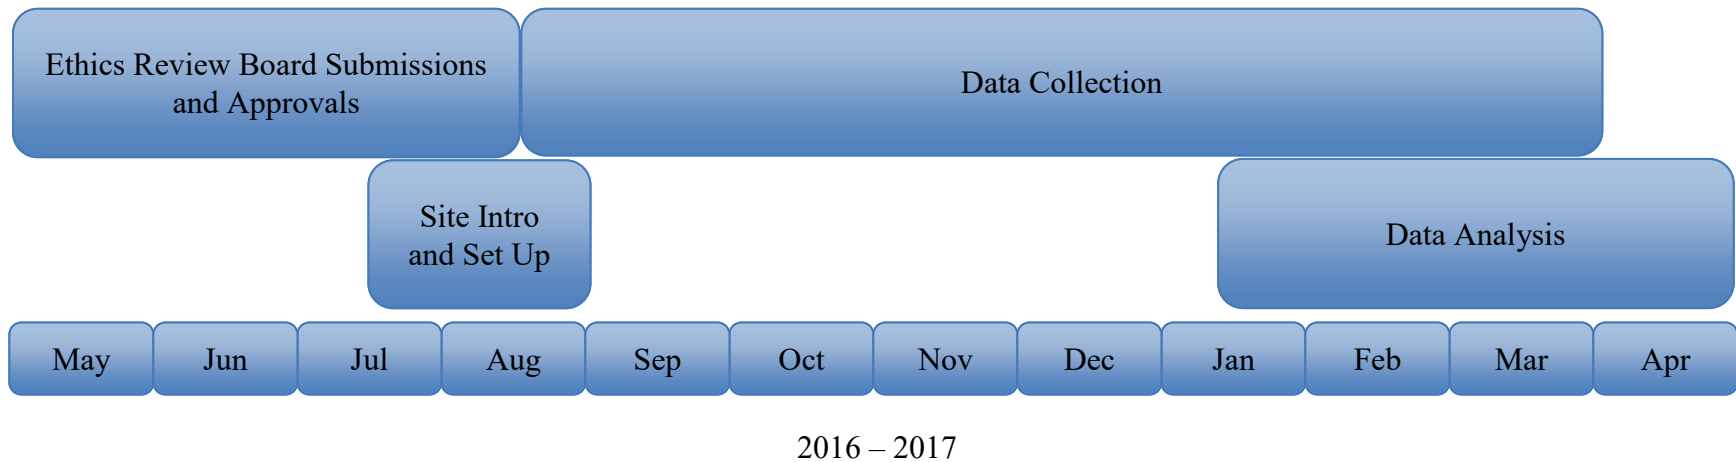 Ethics Review Board Submissions
and Approvals
Data Collection
Site Intro
and Set Up
Data Analysis
May
Jun
Jul
Aug
Sep
Oct
Nov
Dec
Jan
Feb
Mar
Apr
2016 – 2017